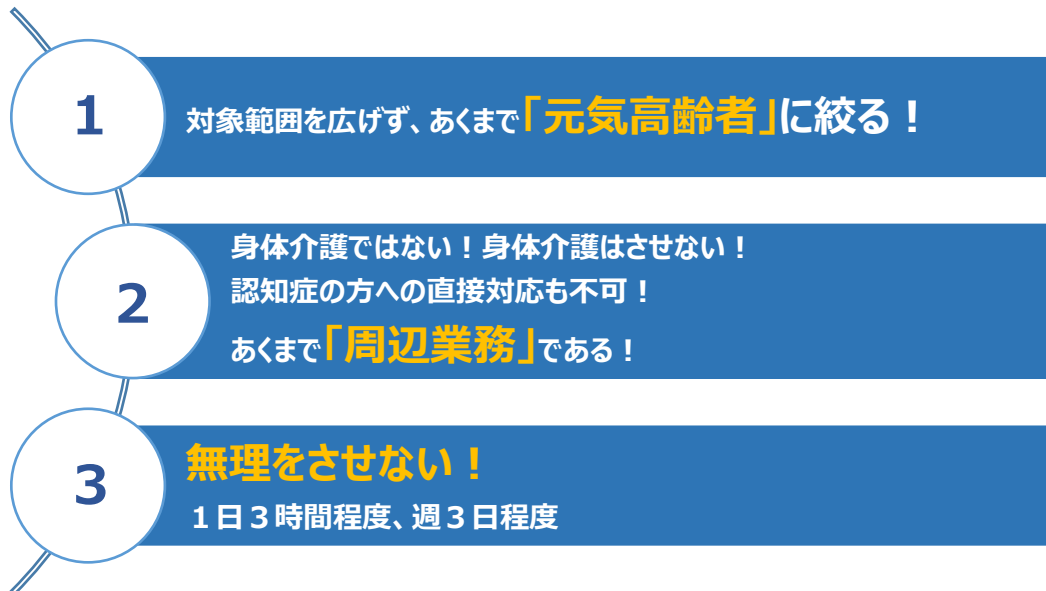 1
対象範囲を広げず、あくまで「元気高齢者」に絞る！
2
身体介護ではない！身体介護はさせない！
認知症の方への直接対応も不可！
あくまで「周辺業務」である！
3
無理をさせない！
１日３時間程度、週３日程度